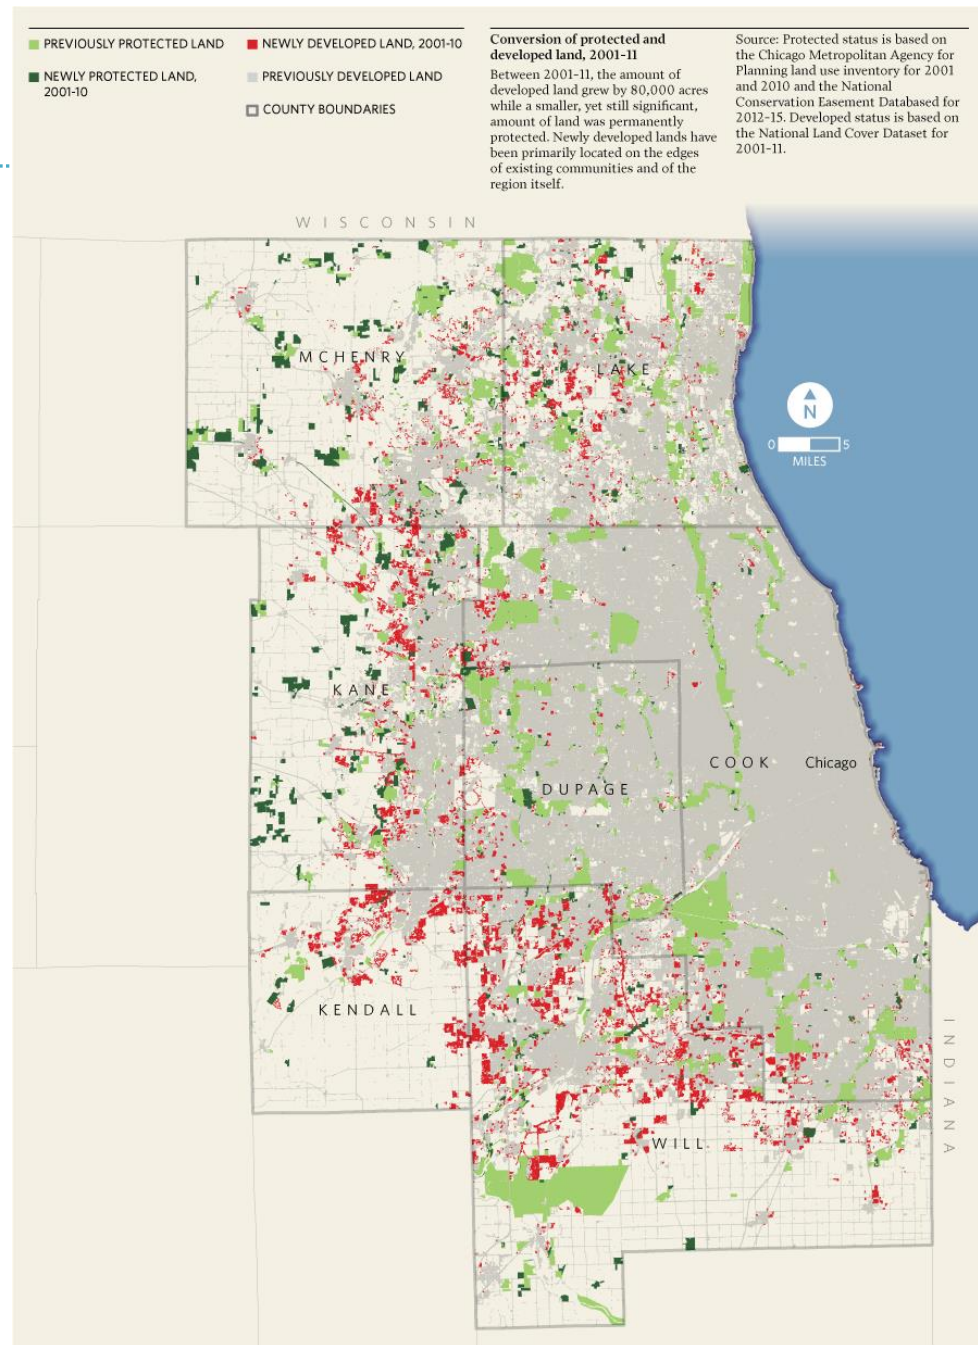 PREVIOUSLY PROTECTED LAND
NEWLY PROTECTED LAND,
2001-10
NEWLY DEVELOPED LAND, 2001-10
PREVIOUSLY DEVELOPED LAND
COUNTY BOUNDARIES
Conversion of protected and
developed land, 2001-11
Between 2001-11, the amount of
developed land grew by 80,000 acres
while a smaller, yet still significant,
amount of land was permanently
protected. Newly developed lands have
been primarily located on the edges
of existing communities and of the
region itself.
Source: Protected status is based on
the Chicago Metropolitan Agency for
Planning land use inventory for 2001
and 2010 and the National
Conservation Easement Databased for
2012-15. Developed status is based on
the National Land Cover Dataset for
2001-11.
WISCONSIN
MCHENRY
LAKE
N
0 5
MILES
KANE
COOK
Chicago
DUPAGE
KENDALL
INDIANA
WILL